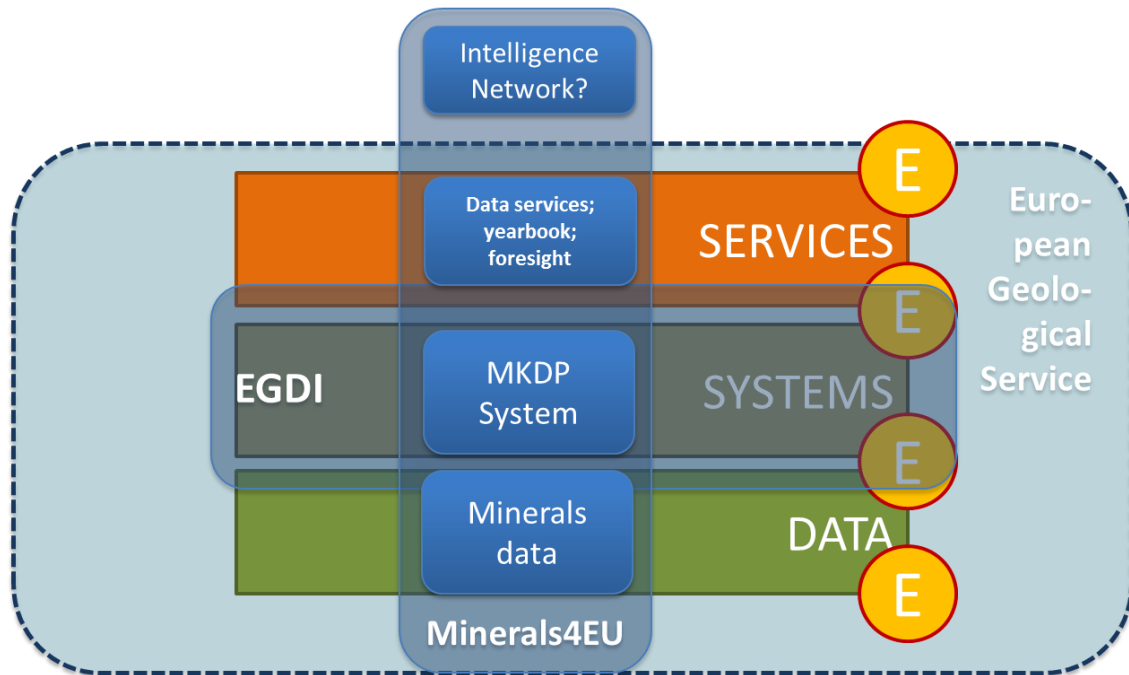 Intelligence
Network?
E
Data services;
yearbook;
foresight
SERVICES
Euro-
pean
Geolo-
gical
Service
E
EGDI
MKDP
System
SYSTEMS
E
Minerals
data
DATA
E
Minerals4EU